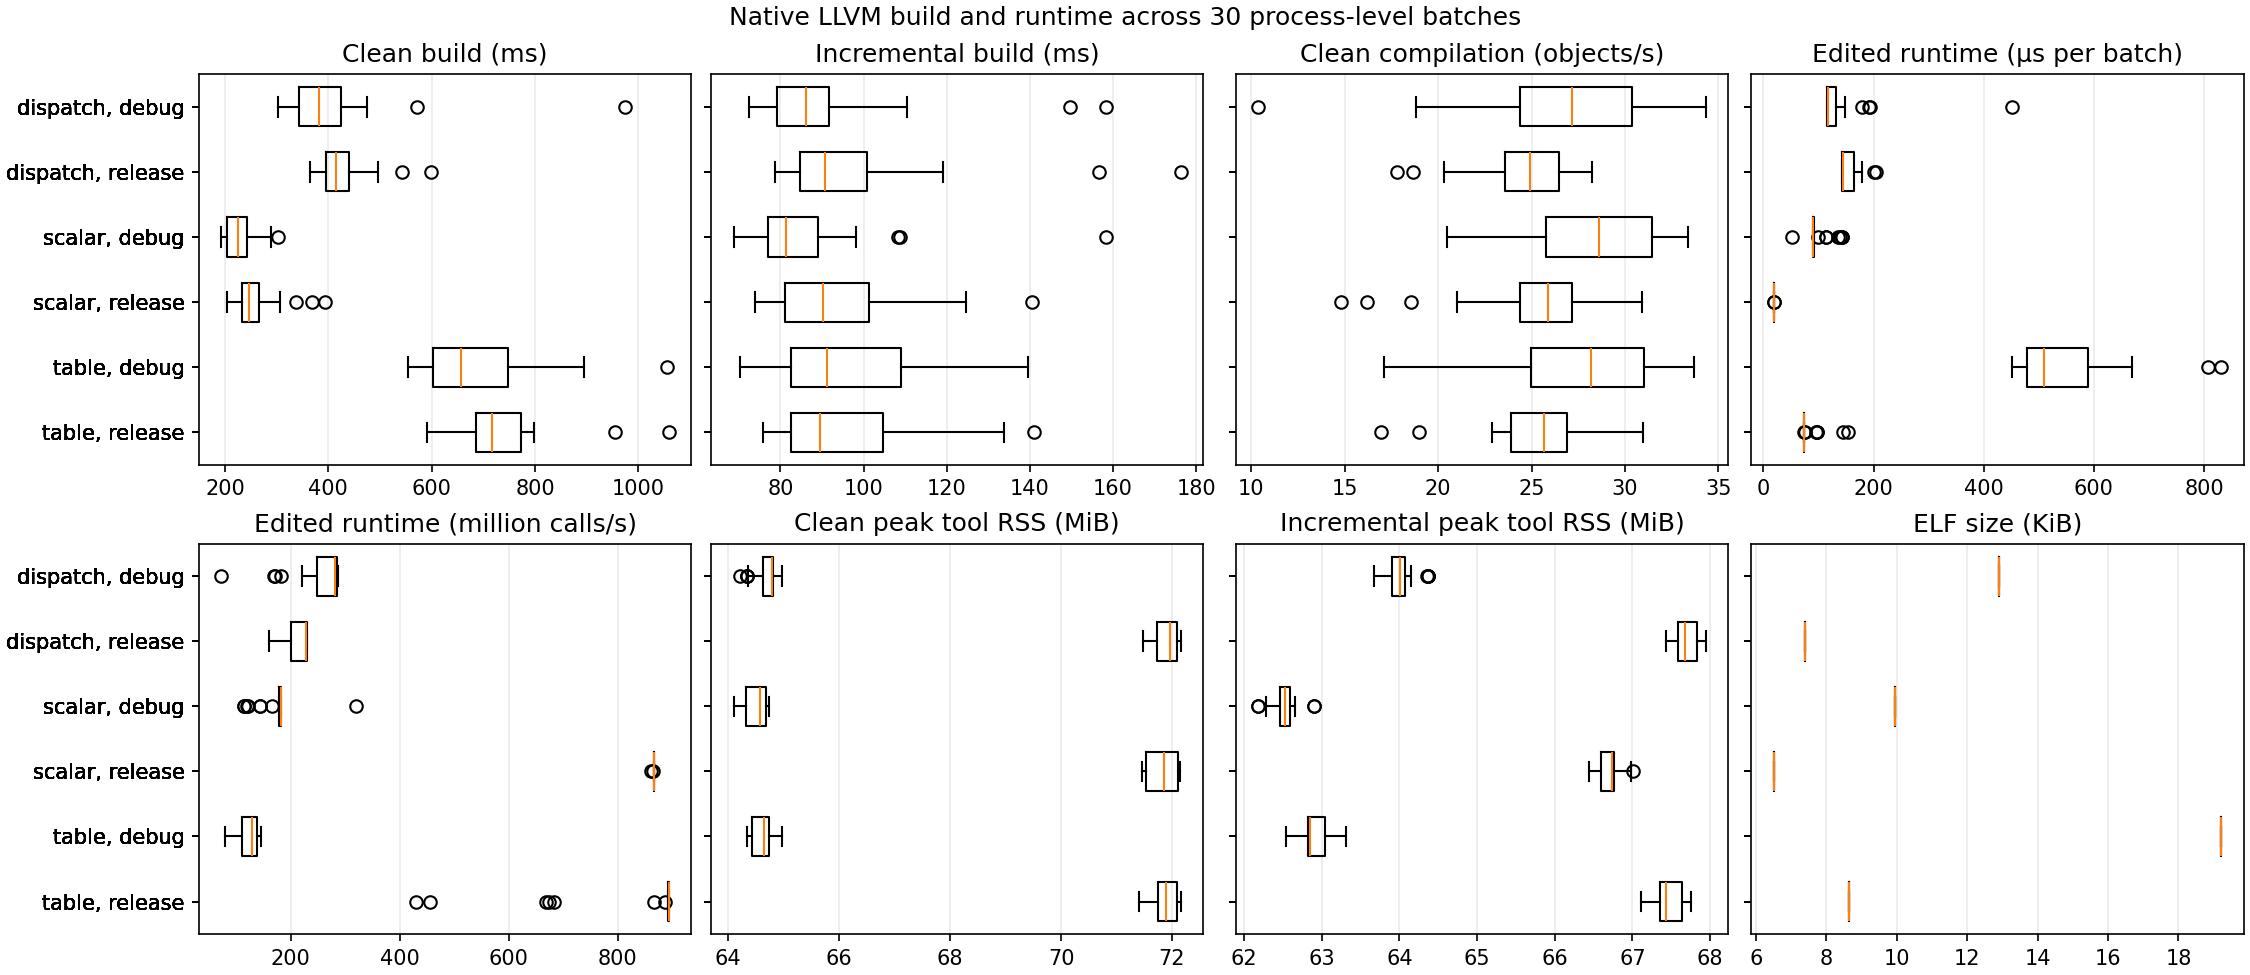 Native LLVM build and runtime across 30 process-level batches
Clean build (ms)
Incremental build (ms)
Clean compilation (objects/s)
Edited runtime (µs per batch)
dispatch, debug
dispatch, release
scalar, debug
scalar, release
table, debug
table, release
200 400 600 800 1000
80 100 120 140 160 180
10 15 20 25 30 35
0 200 400 600 800
Edited runtime (million calls/s)
Clean peak tool RSS (MiB)
Incremental peak tool RSS (MiB)
ELF size (KiB)
dispatch, debug
dispatch, release
scalar, debug
scalar, release
table, debug
table, release
200 400 600 800
64 66 68 70 72
62 63 64 65 66 67 68
6 8 10 12 14 16 18